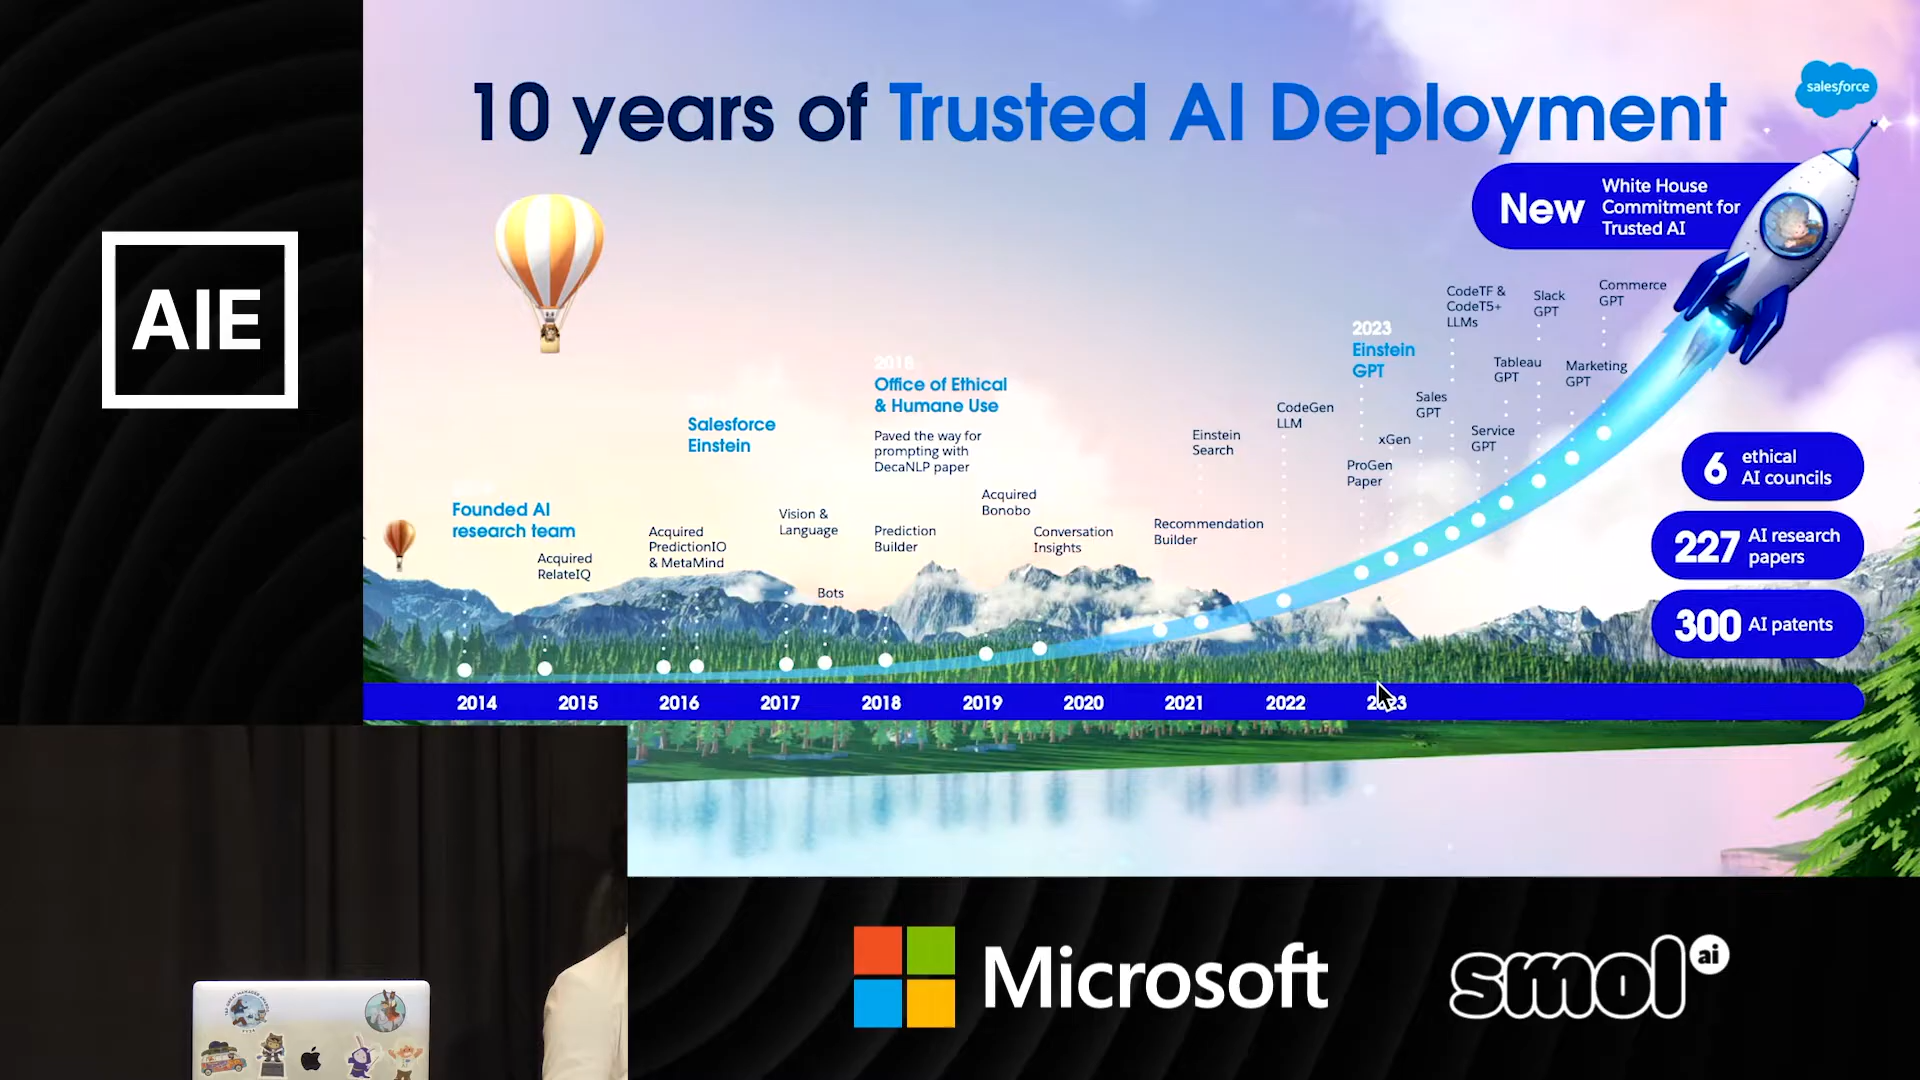 10 years of Trusted AI Deployment
salesforce
New
White House
Commitment for
Trusted AI
AIE
CodeTF &
CodeT5+
LLMs
Slack
GPT
Commerce
GPT
2023
Einstein
GPT
Tableau
GPT
Marketing
GPT
2018
Office of Ethical
& Humane Use
Paved the way for
prompting with
DecaNLP paper
Salesforce
Einstein
CodeGen
LLM
Sales
GPT
xGen
Service
GPT
Einstein
Search
ProGen
Paper
6
ethical
AI councils
Founded AI
research team
Acquired
RelateIQ
Acquired
PredictionIO
& MetaMind
Vision &
Language
Bots
Prediction
Builder
Acquired
Bonobo
Conversation
Insights
Recommendation
Builder
227
AI research
papers
300
AI patents
2014
2015
2016
2017
2018
2019
2020
2021
2022
2023
Microsoft
smol
ai